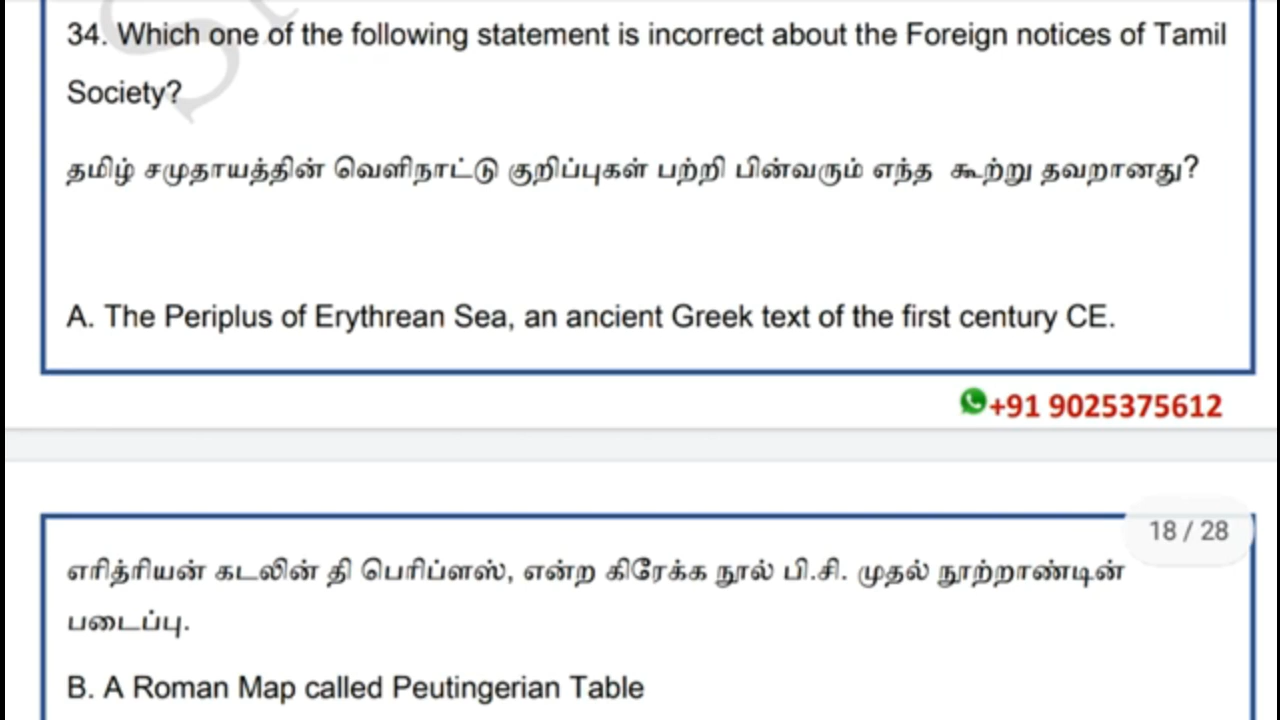 34. Which one of the following statement is incorrect about the Foreign notices of Tamil
Society?
தமிழ் சமுதாயத்தின் வெளிநாட்டு குறிப்புகள் பற்றி பின்வரும் எந்த கூற்று தவறானது?
A. The Periplus of Erythrean Sea, an ancient Greek text of the first century CE.
+91 9025375612
18 / 28
எரித்ரியன் கடலின் தி பெரிப்ளஸ், என்ற கிரேக்க நூல் பி.சி. முதல் நூற்றாண்டின்
படைப்பு.
B. A Roman Map called Peutingerian Table